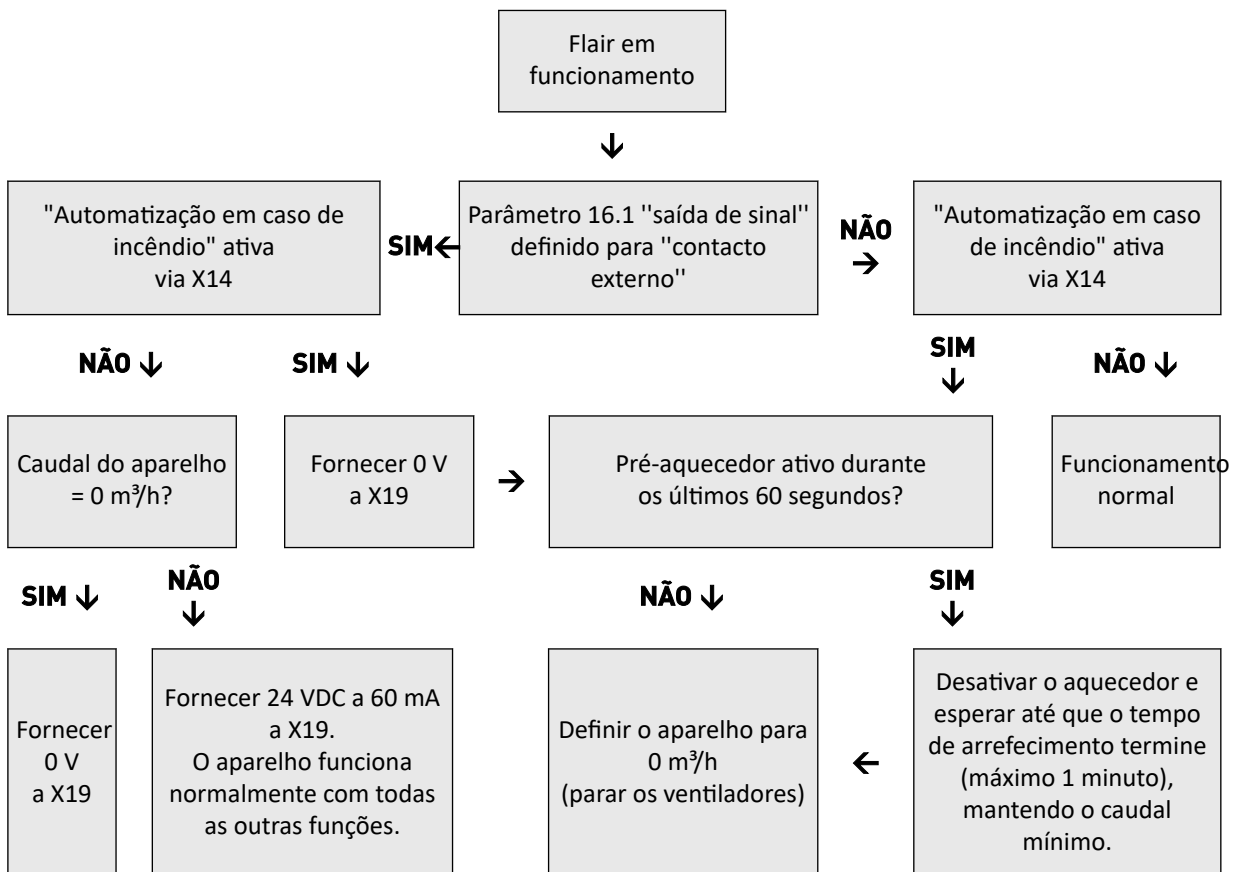 Flair em
funcionamento
↓
"Automatização em caso de
incêndio" ativa
via X14
SIM←
Parâmetro 16.1 ''saída de sinal''
definido para ''contacto
externo''
NÃO
→
"Automatização em caso
de incêndio" ativa
via X14
NÃO ↓
SIM ↓
SIM
↓
NÃO ↓
Caudal do aparelho
= 0 m³/h?
Fornecer 0 V
a X19
→
Pré-aquecedor ativo durante
os últimos 60 segundos?
Funcionamento
normal
SIM ↓
NÃO
↓
NÃO ↓
SIM
↓
Fornecer
0 V
a X19
Fornecer 24 VDC a 60 mA
a X19.
O aparelho funciona
normalmente com todas
as outras funções.
Definir o aparelho para
0 m³/h
(parar os ventiladores)
←
Desativar o aquecedor e
esperar até que o tempo
de arrefecimento termine
(máximo 1 minuto),
mantendo o caudal
mínimo.